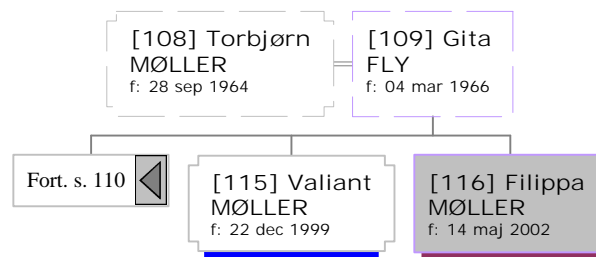 [108] Torbjørn
MØLLER
f: 28 sep 1964
[109] Gita
FLY
f: 04 mar 1966
Fort. s. 110
[115] Valiant
MØLLER
f: 22 dec 1999
[116] Filippa
MØLLER
f: 14 maj 2002